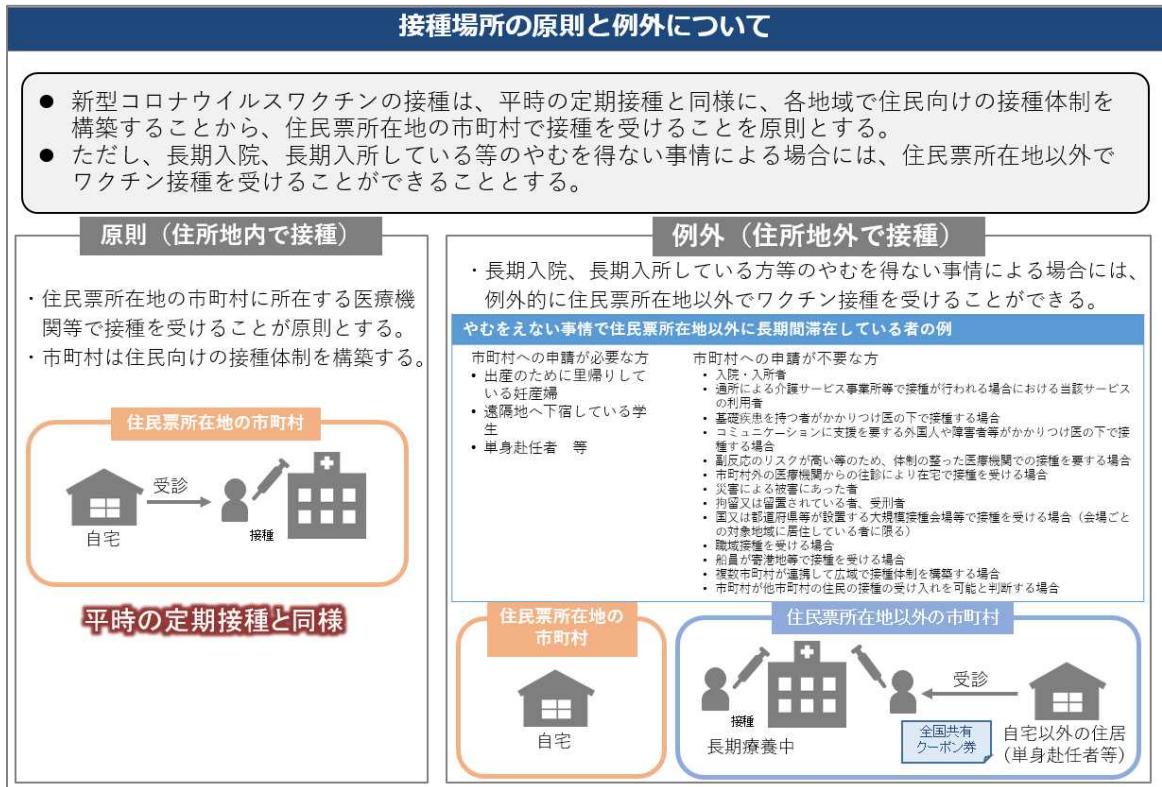 接種場所の原則と例外について
● 新型コロナウイルスワクチンの接種は、平時の定期接種と同様に、各地域で住民向けの接種体制を
構築することから、住民票所在地の市町村で接種を受けることを原則とする。
● ただし、長期入院、長期入所している等のやむを得ない事情による場合には、住民票所在地以外で
ワクチン接種を受けることができることとする。
原則（住所地内で接種）
・住民票所在地の市町村に所在する医療機
関等で接種を受けることが原則とする。
・市町村は住民向けの接種体制を構築する。
住民票所在地の市町村
受診
自宅
接種
平時の定期接種と同様
例外（住所地外で接種）
・長期入院、長期入所している方等のやむを得ない事情による場合には、
例外的に住民票所在地以外でワクチン接種を受けることができる。
やむをえない事情で住民票所在地以外に長期間滞在している者の例
市町村への申請が必要な方
• 出産のために里帰りして
いる妊産婦
• 遠隔地へ下宿している学
生
• 単身赴任者 等
市町村への申請が不要な方
• 入院・入所者
• 通所による介護サービス事業所等で接種が行われる場合における当該サービス
の利用者
• 基礎疾患を持つ者がかかりつけ医の下で接種する場合
• コミュニケーションに支援を要する外国人や障害者等がかかりつけ医の下で接
種する場合
• 副反応のリスクが高い等のため、体制の整った医療機関での接種を要する場合
• 市町村外の医療機関からの往診により在宅で接種を受ける場合
• 災害による被害にあった者
• 拘留又は留置されている者、受刑者
• 国又は都道府県等が設置する大規模接種会場等で接種を受ける場合（会場ごと
の対象地域に居住している者に限る）
• 職域接種を受ける場合
• 船員が寄港地等で接種を受ける場合
• 複数市町村が連携して広域で接種体制を構築する場合
• 市町村が他市町村の住民の接種の受け入れを可能と判断する場合
住民票所在地の
市町村
自宅
住民票所在地以外の市町村
接種
長期療養中
受診
全国共有
クーポン券
自宅以外の住居
(単身赴任者等)